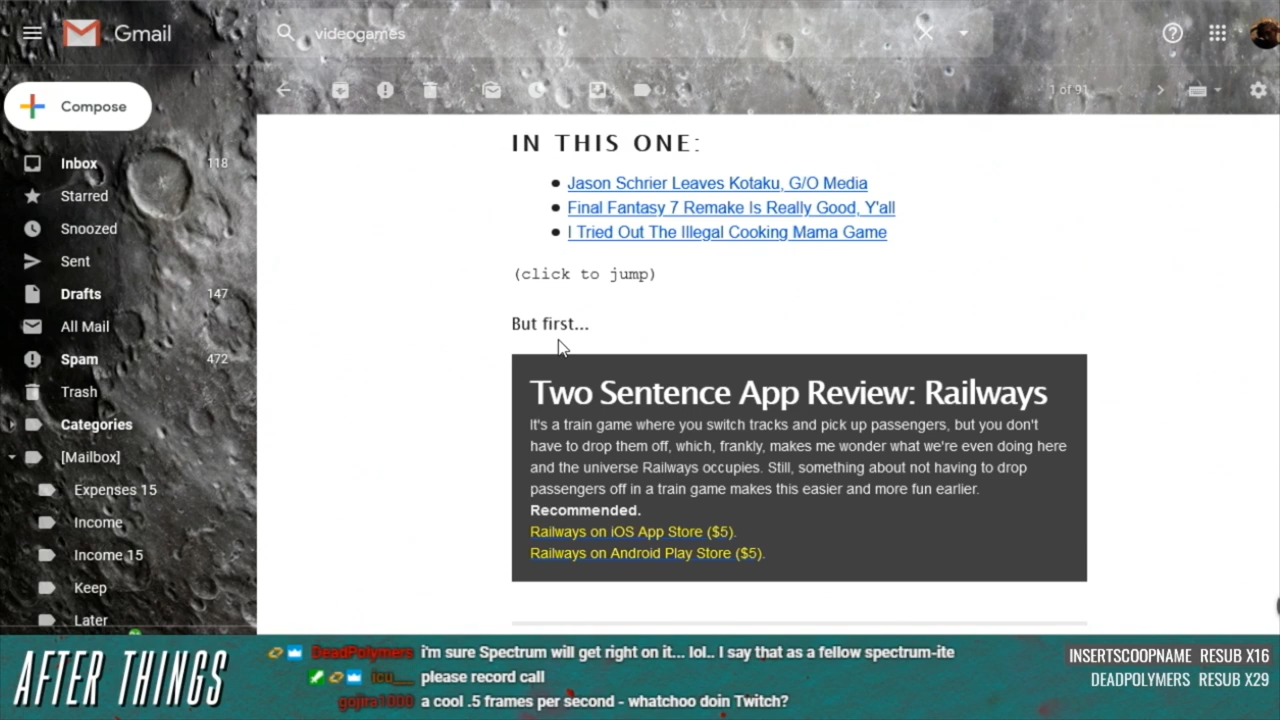 Gmail
videogames
Compose
1 of 91
Inbox 118
Starred
Snoozed
Sent
Drafts 147
All Mail
Spam 472
Trash
Categories
[Mailbox]
Expenses 15
Income
Income 15
Keep
Later
IN THIS ONE:
Jason Schrier Leaves Kotaku, G/O Media
Final Fantasy 7 Remake Is Really Good, Y'all
I Tried Out The Illegal Cooking Mama Game
(click to jump)
But first...
Two Sentence App Review: Railways
It's a train game where you switch tracks and pick up passengers, but you don't
have to drop them off, which, frankly, makes me wonder what we're even doing here
and the universe Railways occupies. Still, something about not having to drop
passengers off in a train game makes this easier and more fun earlier.
Recommended.
Railways on iOS App Store ($5).
Railways on Android Play Store ($5).
AFTER THINGS
DeadPolymers i'm sure Spectrum will get right on it... lol.. I say that as a fellow spectrum-ite
icu__ please record call
gojira1000 a cool .5 frames per second - whatchoo doin Twitch?
INSERTSCOOPNAME RESUB X16
DEADPOLYMERS RESUB X29